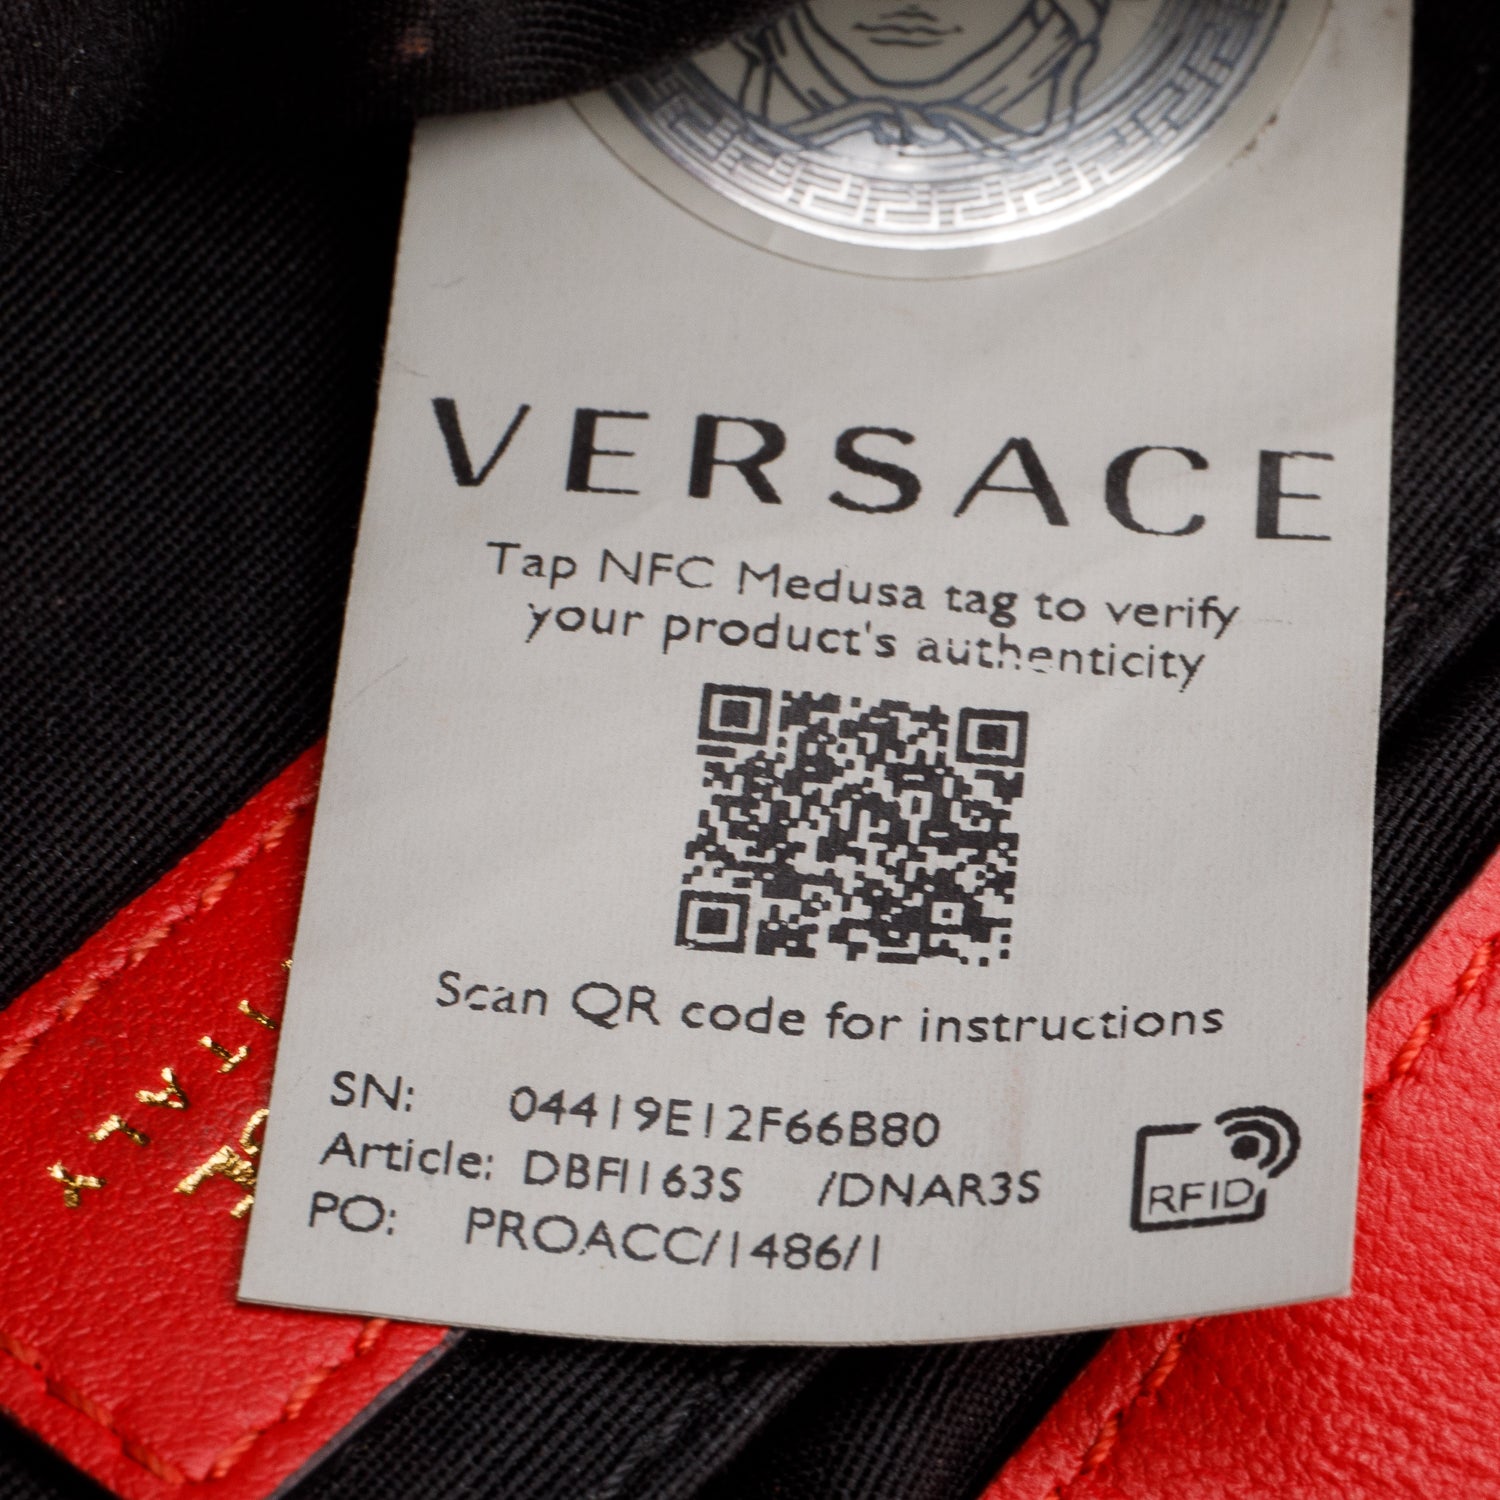 VERSACE
Tap NFC Medusa tag to verify
your product's authenticity
Scan QR code for instructions
SN: 04419E12F66B80
Article: DBFI163S /DNAR3S
PO: PROACC/1486/1
RFID